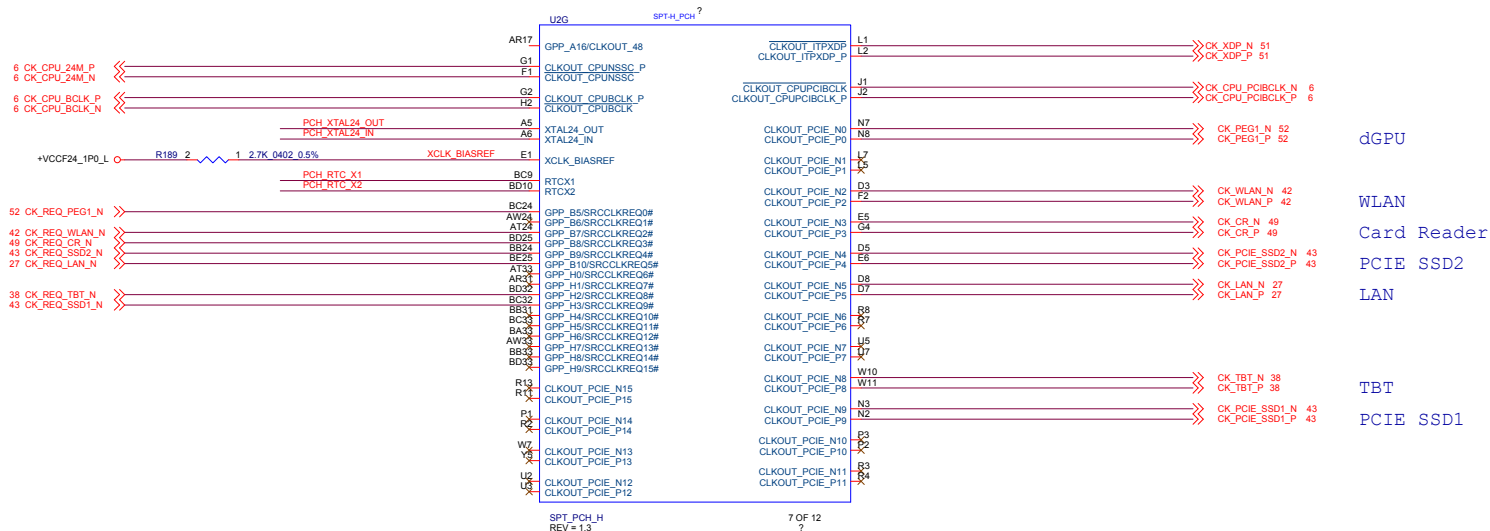 U2G
SPT-H_PCH
?
AR17
GPP_A16/CLKOUT_48
CLKOUT_ITPXDP
L1
CK_XDP_N 51
CLKOUT_ITPXDP_P
L2
CK_XDP_P 51
6 CK_CPU_24M_P
G1
CLKOUT_CPUNSSC_P
6 CK_CPU_24M_N
F1
CLKOUT_CPUNSSC
CLKOUT_CPUPCIBCLK
J1
CK_CPU_PCIBCLK_N 6
CLKOUT_CPUPCIBCLK_P
J2
CK_CPU_PCIBCLK_P 6
6 CK_CPU_BCLK_P
G2
CLKOUT_CPUBCLK_P
6 CK_CPU_BCLK_N
H2
CLKOUT_CPUBCLK
PCH_XTAL24_OUT
A5
XTAL24_OUT
PCH_XTAL24_IN
A6
XTAL24_IN
CLKOUT_PCIE_N0
N7
CK_PEG1_N 52
CLKOUT_PCIE_P0
N8
CK_PEG1_P 52
dGPU
+VCCF24_1P0_L
R189 2
1 2.7K_0402_0.5%
XCLK_BIASREF
E1
XCLK_BIASREF
CLKOUT_PCIE_N1
L7
CLKOUT_PCIE_P1
L5
PCH_RTC_X1
BC9
RTCX1
PCH_RTC_X2
BD10
RTCX2
CLKOUT_PCIE_N2
D3
CK_WLAN_N 42
CLKOUT_PCIE_P2
F2
CK_WLAN_P 42
WLAN
52 CK_REQ_PEG1_N
BC24
GPP_B5/SRCCLKREQ0#
AW24
GPP_B6/SRCCLKREQ1#
42 CK_REQ_WLAN_N
AT24
GPP_B7/SRCCLKREQ2#
49 CK_REQ_CR_N
BD25
GPP_B8/SRCCLKREQ3#
43 CK_REQ_SSD2_N
BB24
GPP_B9/SRCCLKREQ4#
27 CK_REQ_LAN_N
BE25
GPP_B10/SRCCLKREQ5#
CLKOUT_PCIE_N3
E5
CK_CR_N 49
CLKOUT_PCIE_P3
G4
CK_CR_P 49
Card Reader
CLKOUT_PCIE_N4
D5
CK_PCIE_SSD2_N 43
CLKOUT_PCIE_P4
E6
CK_PCIE_SSD2_P 43
PCIE SSD2
AT33
GPP_H0/SRCCLKREQ6#
AR31
GPP_H1/SRCCLKREQ7#
38 CK_REQ_TBT_N
BD32
GPP_H2/SRCCLKREQ8#
43 CK_REQ_SSD1_N
BC32
GPP_H3/SRCCLKREQ9#
CLKOUT_PCIE_N5
D8
CK_LAN_N 27
CLKOUT_PCIE_P5
D7
CK_LAN_P 27
LAN
BB31
GPP_H4/SRCCLKREQ10#
BC33
GPP_H5/SRCCLKREQ11#
BA33
GPP_H6/SRCCLKREQ12#
AW33
GPP_H7/SRCCLKREQ13#
BB33
GPP_H8/SRCCLKREQ14#
BD33
GPP_H9/SRCCLKREQ15#
CLKOUT_PCIE_N6
R8
CLKOUT_PCIE_P6
R7
CLKOUT_PCIE_N7
U5
CLKOUT_PCIE_P7
U7
R13
CLKOUT_PCIE_N15
R11
CLKOUT_PCIE_P15
CLKOUT_PCIE_N8
W10
CK_TBT_N 38
CLKOUT_PCIE_P8
W11
CK_TBT_P 38
TBT
P1
CLKOUT_PCIE_N14
R2
CLKOUT_PCIE_P14
CLKOUT_PCIE_N9
N3
CK_PCIE_SSD1_N 43
CLKOUT_PCIE_P9
N2
CK_PCIE_SSD1_P 43
PCIE SSD1
W7
CLKOUT_PCIE_N13
Y5
CLKOUT_PCIE_P13
CLKOUT_PCIE_N10
P3
CLKOUT_PCIE_P10
P2
U2
CLKOUT_PCIE_N12
U3
CLKOUT_PCIE_P12
CLKOUT_PCIE_N11
R3
CLKOUT_PCIE_P11
R4
SPT_PCH_H
7 OF 12
REV = 1.3
?